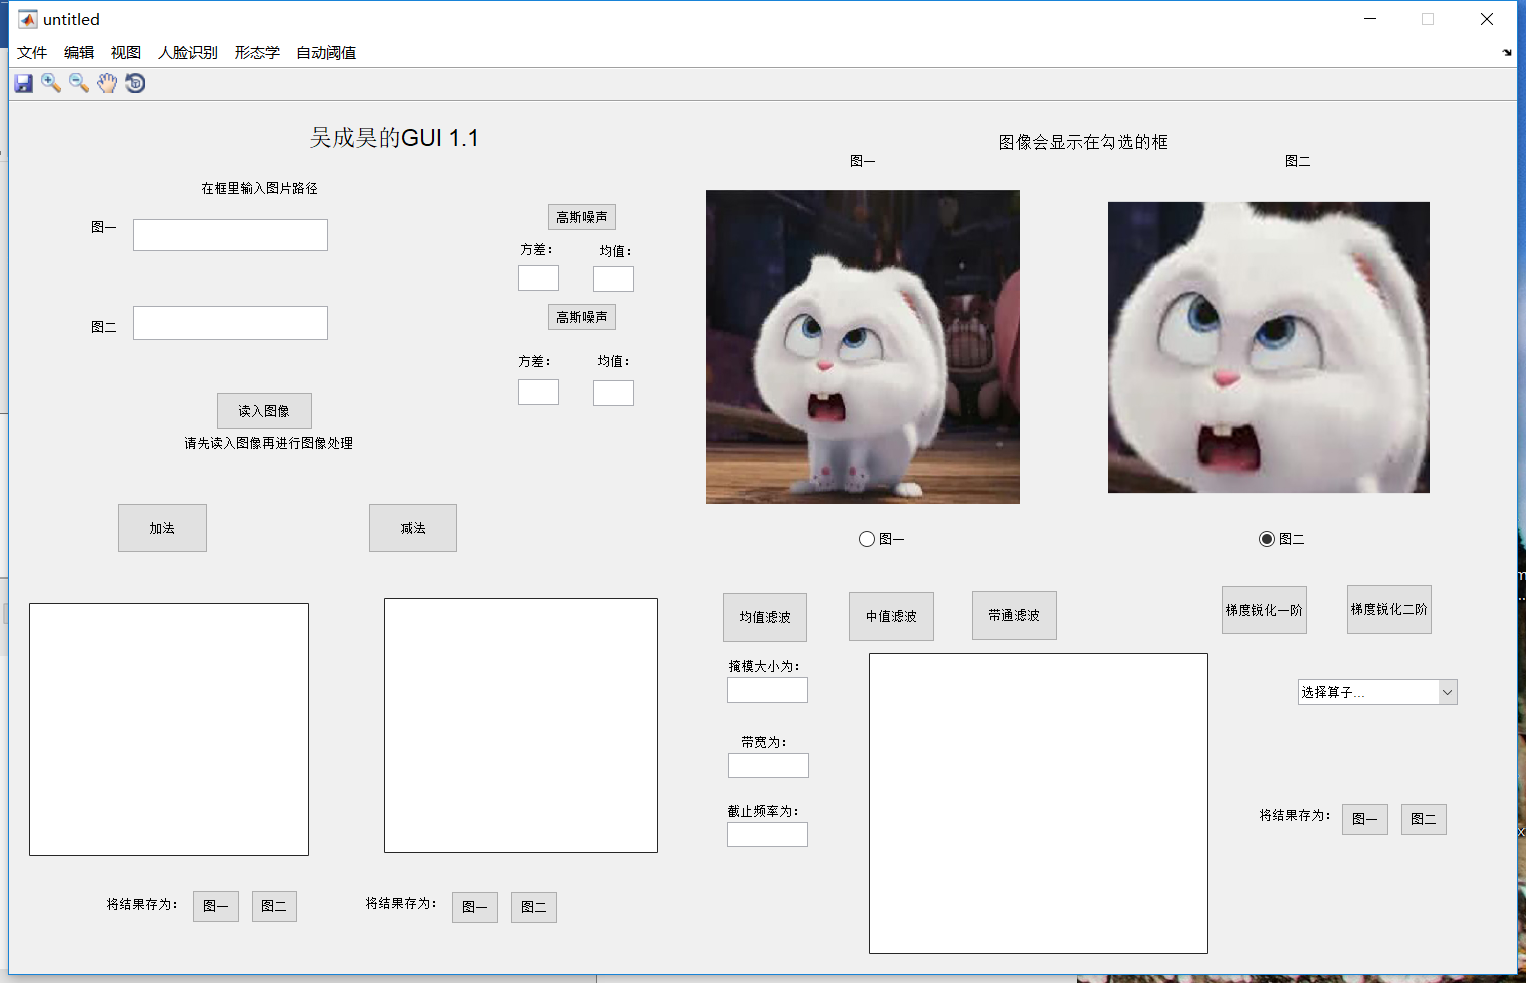 untitled
文件 编辑 视图 人脸识别 形态学 自动阈值
吴成昊的GUI 1.1
图像会显示在勾选的框
图一
图二
在框里输入图片路径
图一
图二
读入图像
请先读入图像再进行图像处理
高斯噪声
方差： 均值：
高斯噪声
方差： 均值：
加法
减法
图一
图二
均值滤波
中值滤波
带通滤波
梯度锐化一阶
梯度锐化二阶
掩模大小为：
带宽为：
截止频率为：
选择算子...
将结果存为： 图一 图二
将结果存为： 图一 图二
将结果存为： 图一 图二